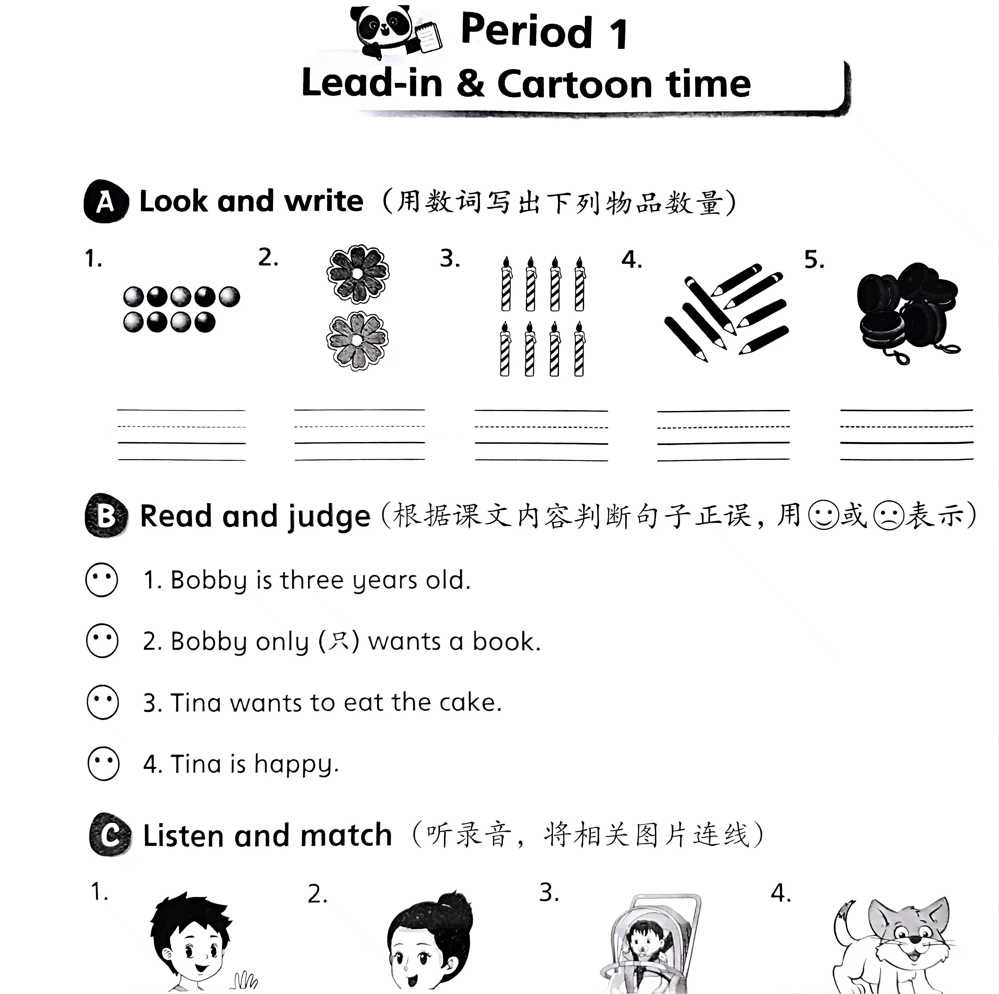 Period 1
Lead-in & Cartoon time
A Look and write (用数词写出下列物品数量)
1. 2. 3. 4. 5.
B Read and judge (根据课文内容判断句子正误, 用 或 表示)
1. Bobby is three years old.
2. Bobby only (只) wants a book.
3. Tina wants to eat the cake.
4. Tina is happy.
C Listen and match (听录音, 将相关图片连线)
1. 2. 3. 4.